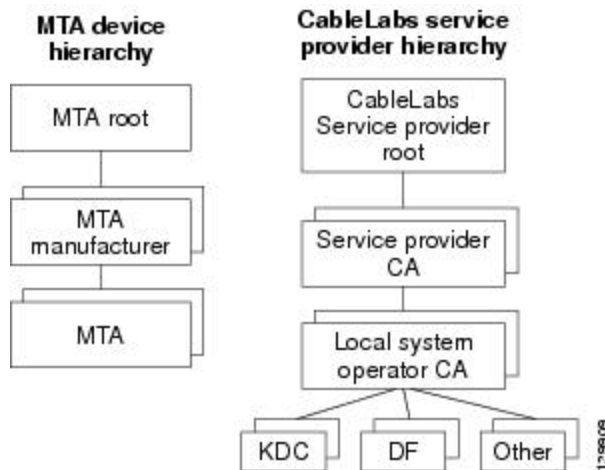 MTA device
hierarchy
MTA root
MTA
manufacturer
MTA
CableLabs service
provider hierarchy
CableLabs
Service provider
root
Service provider
CA
Local system
operator CA
KDC
DF
Other